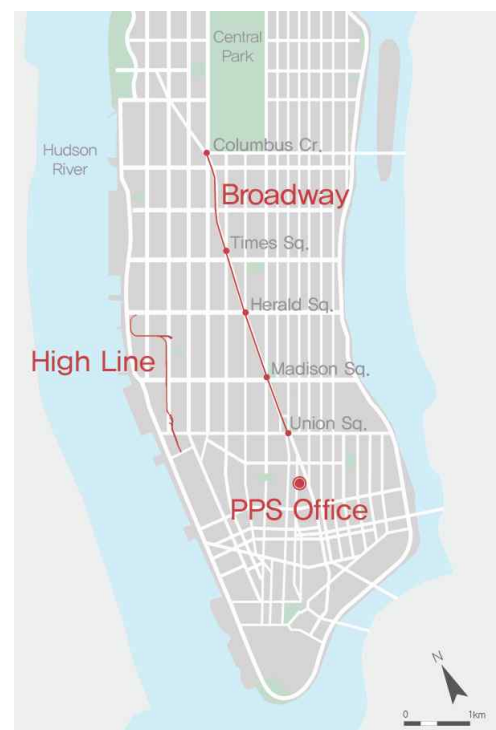 Central
Park
Hudson
River
Columbus Cr.
Broadway
Times Sq.
Herald Sq.
High Line
Madison Sq.
Union Sq.
PPS Office
N
0 1km